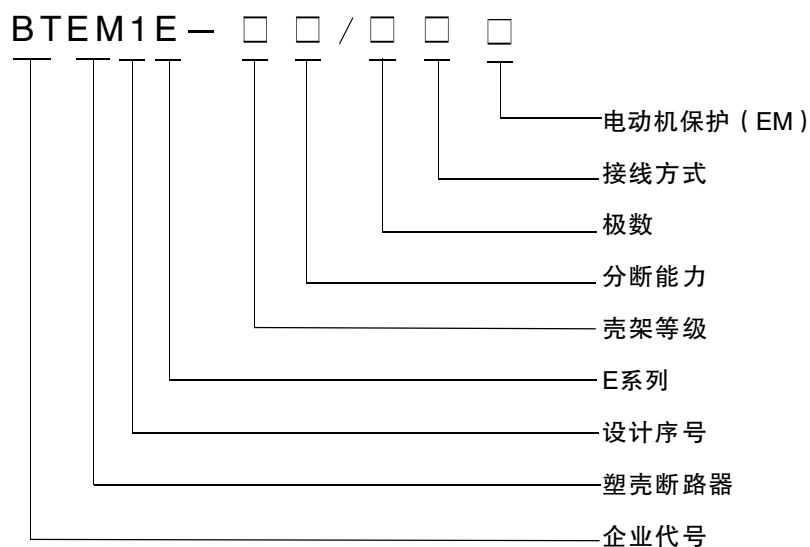 BTEM1E－□□/□□□
电动机保护（EM）
接线方式
极数
分断能力
壳架等级
E系列
设计序号
塑壳断路器
企业代号